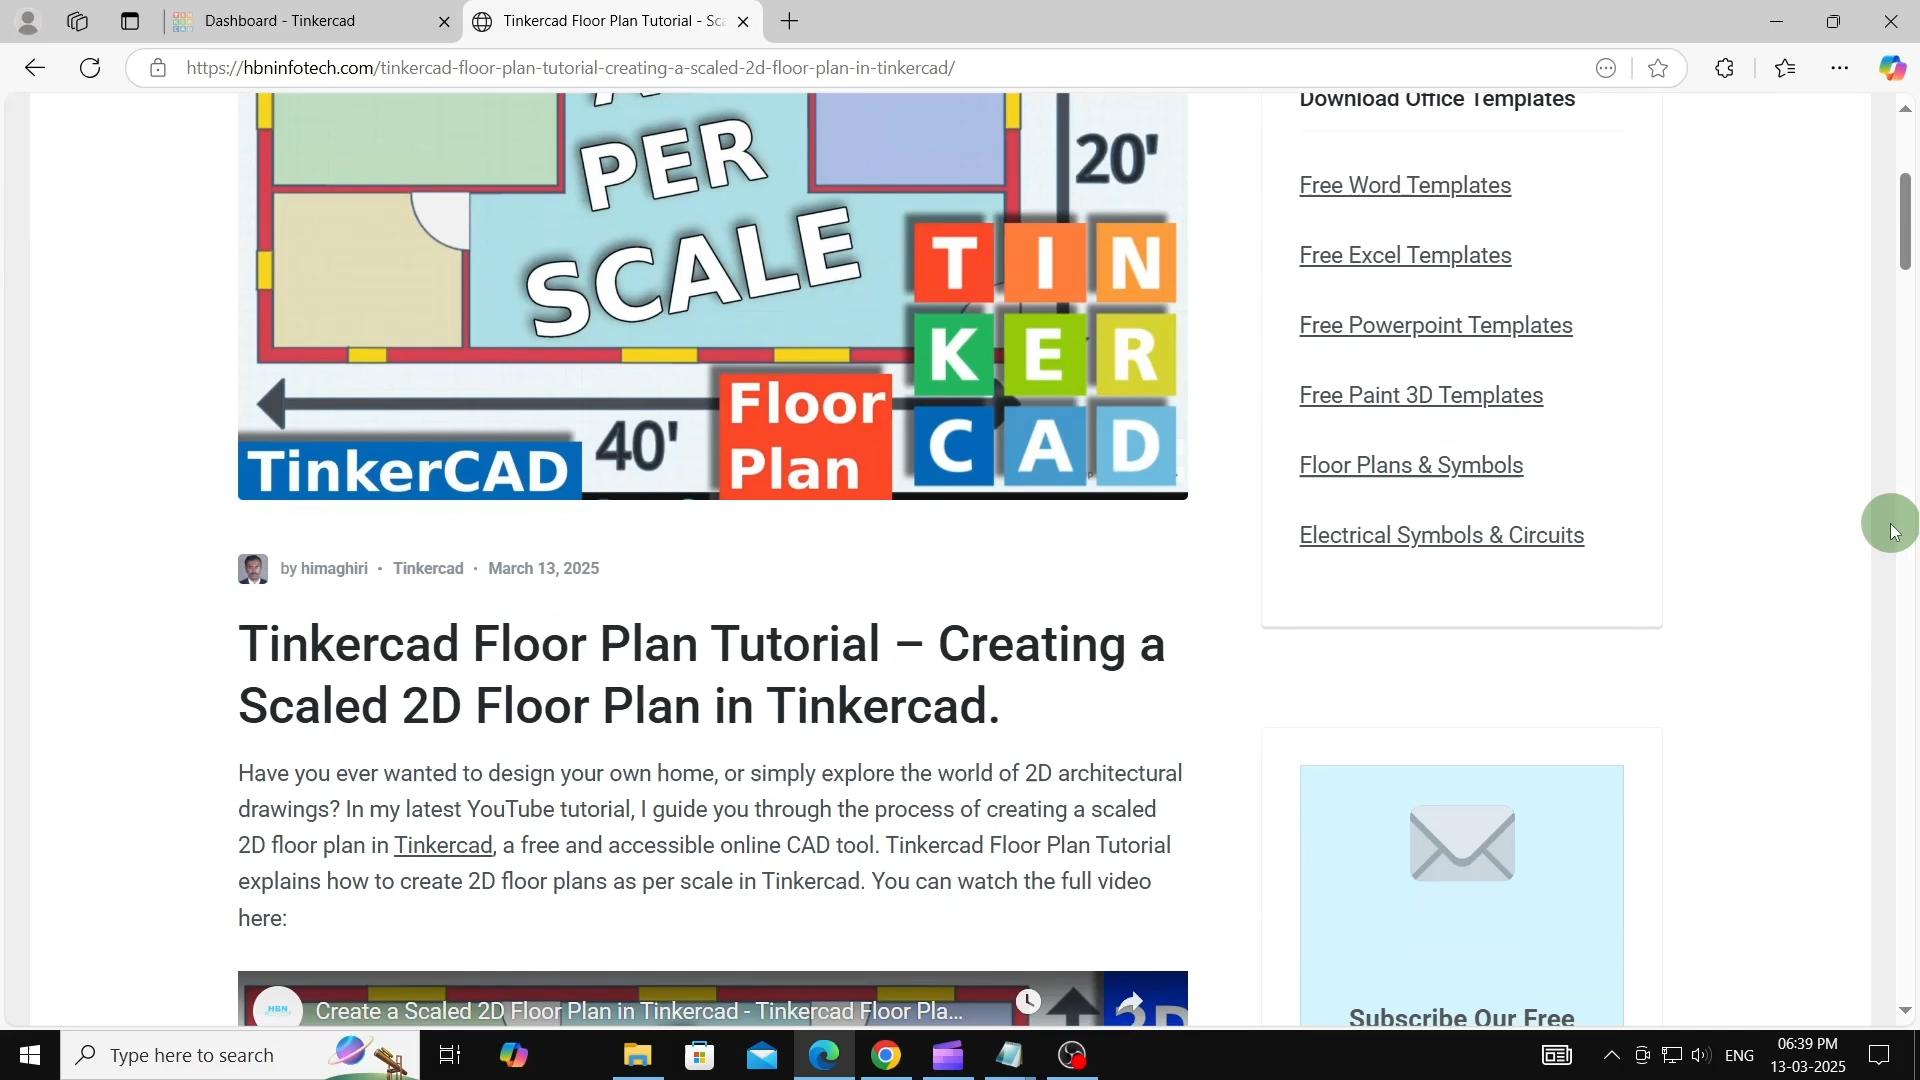 Dashboard - Tinkercad
Tinkercad Floor Plan Tutorial - Sca
https://hbninfotech.com/tinkercad-floor-plan-tutorial-creating-a-scaled-2d-floor-plan-in-tinkercad/
PER
SCALE
20'
40'
TinkerCAD
Floor
Plan
T I N
K E R
C A D
Download Office Templates
Free Word Templates
Free Excel Templates
Free Powerpoint Templates
Free Paint 3D Templates
Floor Plans & Symbols
Electrical Symbols & Circuits
by himaghiri • Tinkercad • March 13, 2025
Tinkercad Floor Plan Tutorial – Creating a
Scaled 2D Floor Plan in Tinkercad.
Have you ever wanted to design your own home, or simply explore the world of 2D architectural
drawings? In my latest YouTube tutorial, I guide you through the process of creating a scaled
2D floor plan in Tinkercad, a free and accessible online CAD tool. Tinkercad Floor Plan Tutorial
explains how to create 2D floor plans as per scale in Tinkercad. You can watch the full video
here:
HBN
Create a Scaled 2D Floor Plan in Tinkercad - Tinkercad Floor Pla...
Subscribe Our Free
Type here to search
ENG
06:39 PM
13-03-2025